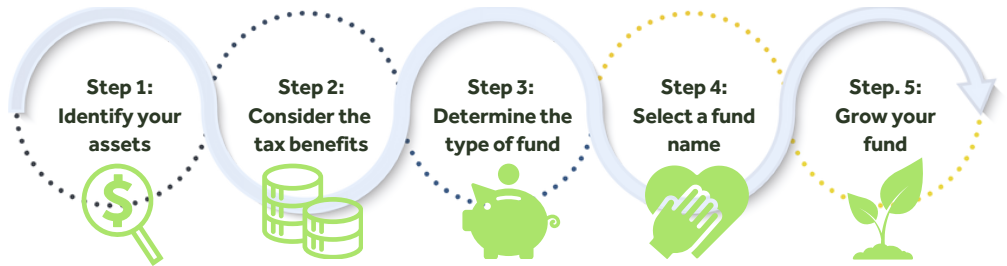 Step 1:
Identify your
assets
Step 2:
Consider the
tax benefits
Step 3:
Determine the
type of fund
Step 4:
Select a fund
name
Step. 5:
Grow your
fund
$